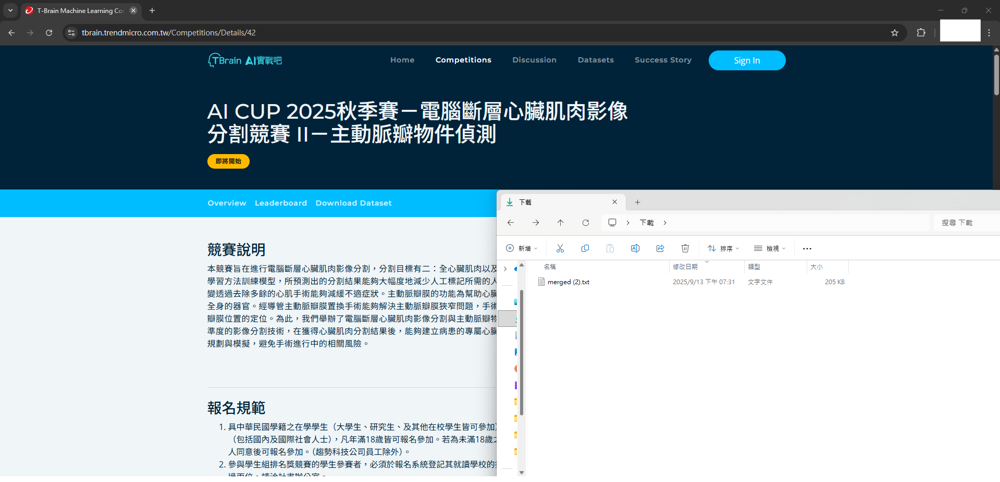 T-Brain Machine Learning Co
tbrain.trendmicro.com.tw/Competitions/Details/42
TBrain AI實戰吧
Home
Competitions
Discussion
Datasets
Success Story
Sign In
AI CUP 2025秋季賽－電腦斷層心臟肌肉影像
分割競賽 II－主動脈瓣物件偵測
即將開始
Overview
Leaderboard
Download Dataset
競賽說明
本競賽旨在進行電腦斷層心臟肌肉影像分割，分割目標有二：全心臟肌肉以及
學習方法訓練模型，所預測出的分割結果能夠大幅度地減少人工標記所需的人
變透過去除多餘的心肌手術能夠減緩不適症狀。主動脈瓣膜的功能為幫助心臟
全身的器官。經導管主動脈瓣膜置換手術能夠解決主動脈瓣膜狹窄問題，手術
瓣膜位置的定位。為此，我們舉辦了電腦斷層心臟肌肉影像分割與主動脈瓣物
準度的影像分割技術，在獲得心臟肌肉分割結果後，能夠建立病患的專屬心臟
規劃與模擬，避免手術進行中的相關風險。
報名規範
1. 具中華民國學籍之在學學生（大學生、研究生、及其他在校學生皆可參加）
（包括國內及國際社會人士），凡年滿18歲皆可報名參加。若為未滿18歲之
人同意後可報名參加。（趨勢科技公司員工除外）。
2. 參與學生組排名獎競賽的學生參賽者，必須於報名系統登記其就讀學校的
過兩位，請洽計畫辦公室。
下載
下載
搜尋 下載
新增
排序
檢視
名稱
修改日期
類型
大小
merged (2).txt
2025/9/13 下午 07:31
文字文件
205 KB